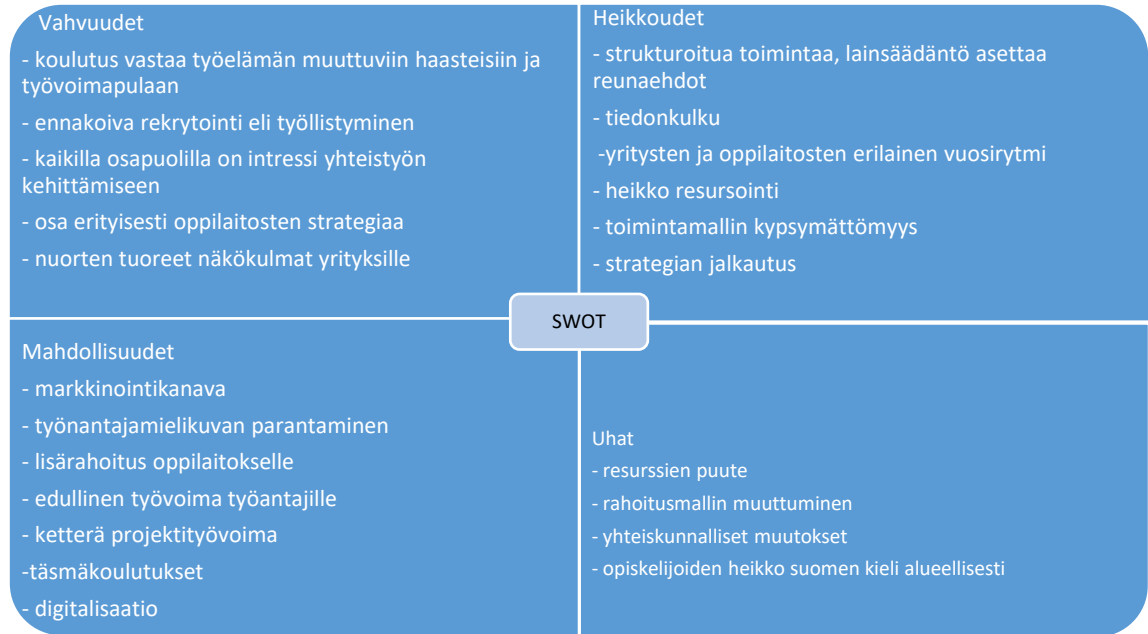 Vahvuudet
- koulutus vastaa työelämän muuttuviin haasteisiin ja
työvoimapulaan
- ennakoiva rekrytointi eli työllistyminen
- kaikilla osapuolilla on intressi yhteistyön
kehittämiseen
- osa erityisesti oppilaitosten strategiaa
- nuorten tuoreet näkökulmat yrityksille
Heikkoudet
- strukturoitua toimintaa, lainsäädäntö asettaa
reunaehdot
- tiedonkulku
-yritysten ja oppilaitosten erilainen vuosirytmi
- heikko resursointi
- toimintamallin kypsymättömyys
- strategian jalkautus
SWOT
Mahdollisuudet
- markkinointikanava
- työnantajamielikuvan parantaminen
- lisärahoitus oppilaitokselle
- edullinen työvoima työantajille
- ketterä projektityövoima
-täsmäkoulutukset
- digitalisaatio
Uhat
- resurssien puute
- rahoitusmallin muuttuminen
- yhteiskunnalliset muutokset
- opiskelijoiden heikko suomen kieli alueellisesti